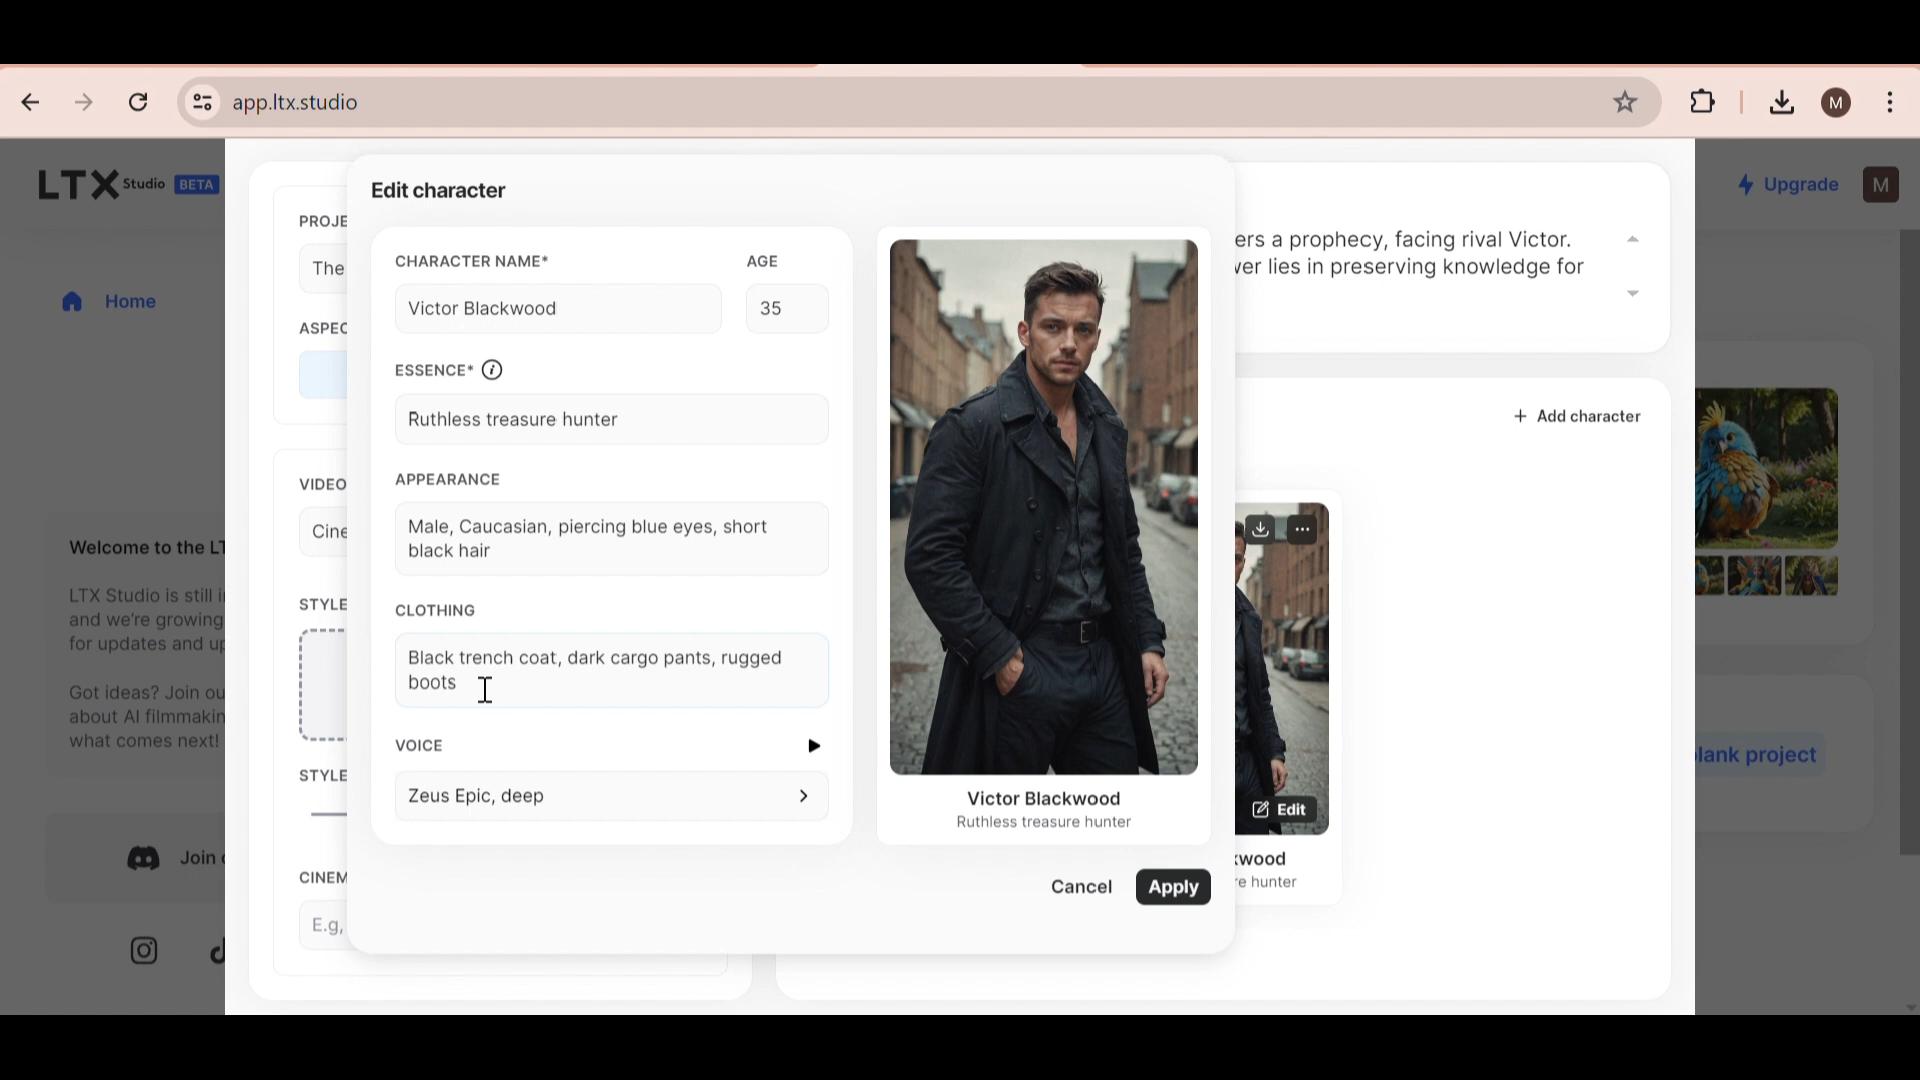 app.ltx.studio
M
LTX Studio BETA
Upgrade
M
Home
Welcome to the LT
LTX Studio is still i
and we're growing
for updates and up
Got ideas? Join ou
about AI filmmakin
what comes next!
Join
PROJE
The
ASPEC
VIDEO
Cine
STYLE
STYLE
CINEM
E.g,
Edit character
CHARACTER NAME*
AGE
Victor Blackwood
35
ESSENCE* i
Ruthless treasure hunter
APPEARANCE
Male, Caucasian, piercing blue eyes, short
black hair
CLOTHING
Black trench coat, dark cargo pants, rugged
boots
VOICE
Zeus Epic, deep
Victor Blackwood
Ruthless treasure hunter
Cancel
Apply
ers a prophecy, facing rival Victor.
ver lies in preserving knowledge for
+ Add character
Edit
kwood
re hunter
lank project